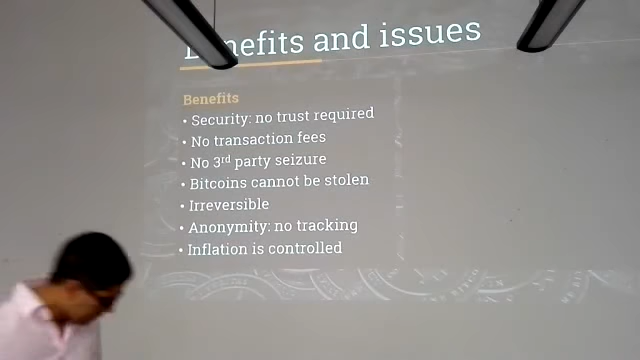 Benefits and issues
Benefits
• Security: no trust required
• No transaction fees
• No 3rd party seizure
• Bitcoins cannot be stolen
• Irreversible
• Anonymity: no tracking
• Inflation is controlled